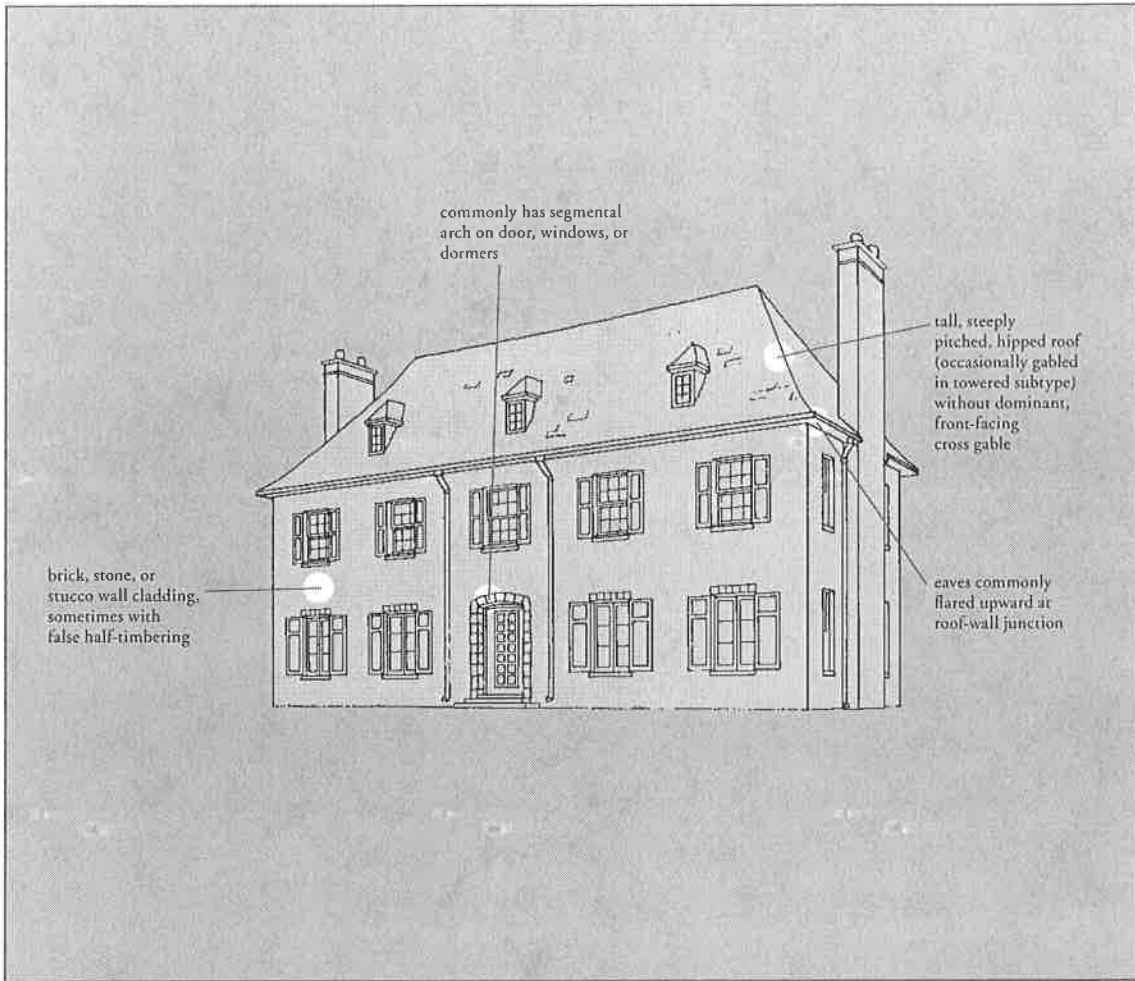 commonly has segmental
arch on door, windows, or
dormers
tall, steeply
pitched, hipped roof
(occasionally gabled
in towered subtype)
without dominant,
front-facing
cross gable
brick, stone, or
stucco wall cladding,
sometimes with
false half-timbering
eaves commonly
flared upward at
roof-wall junction